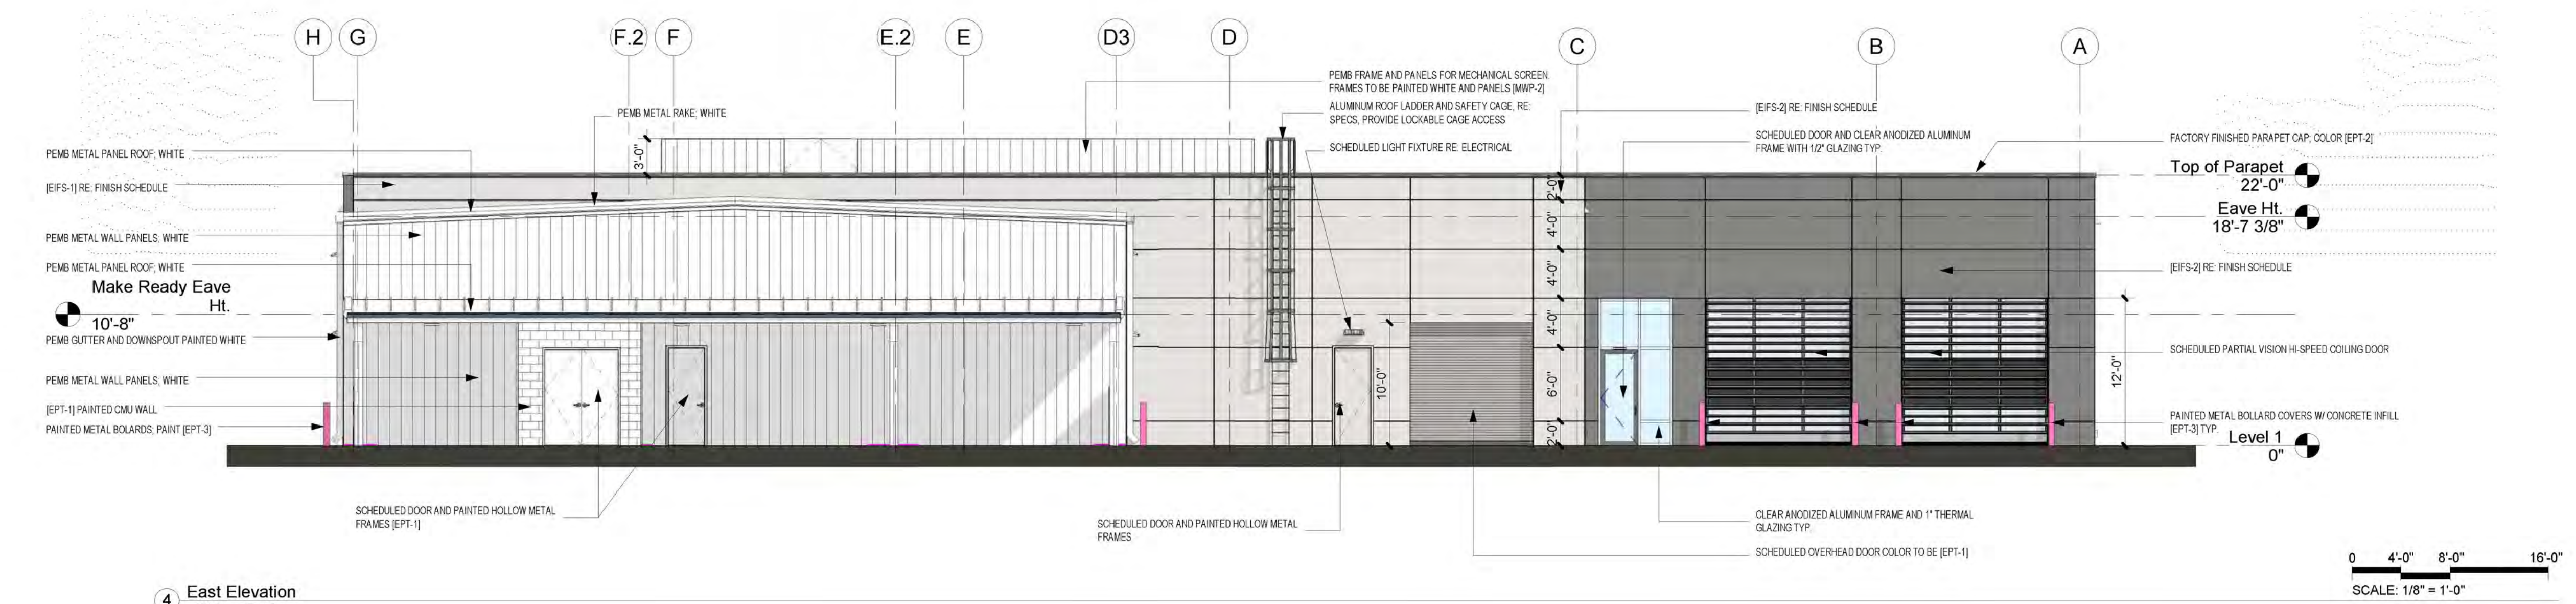 H G F.2 F E.2 E D3 D C B A
PEMB FRAME AND PANELS FOR MECHANICAL SCREEN.
FRAMES TO BE PAINTED WHITE AND PANELS [MWP-2]
ALUMINUM ROOF LADDER AND SAFETY CAGE, RE:
SPECS, PROVIDE LOCKABLE CAGE ACCESS
SCHEDULED LIGHT FIXTURE RE: ELECTRICAL
[EIFS-2] RE: FINISH SCHEDULE
SCHEDULED DOOR AND CLEAR ANODIZED ALUMINUM
FRAME WITH 1/2" GLAZING TYP.
FACTORY FINISHED PARAPET CAP; COLOR [EPT-2]
Top of Parapet
22'-0"
Eave Ht.
18'-7 3/8"
[EIFS-2] RE: FINISH SCHEDULE
SCHEDULED PARTIAL VISION HI-SPEED COILING DOOR
PAINTED METAL BOLLARD COVERS W/ CONCRETE INFILL
[EPT-3] TYP.
Level 1
0"
PEMB METAL RAKE; WHITE
PEMB METAL PANEL ROOF; WHITE
[EIFS-1] RE: FINISH SCHEDULE
PEMB METAL WALL PANELS; WHITE
PEMB METAL PANEL ROOF; WHITE
Make Ready Eave
Ht.
10'-8"
PEMB GUTTER AND DOWNSPOUT PAINTED WHITE
PEMB METAL WALL PANELS; WHITE
[EPT-1] PAINTED CMU WALL
PAINTED METAL BOLARDS, PAINT [EPT-3]
3'-0"
10'-0"
2'-0"
4'-0"
4'-0"
4'-0"
6'-0"
2'-0"
12'-0"
SCHEDULED DOOR AND PAINTED HOLLOW METAL
FRAMES [EPT-1]
SCHEDULED DOOR AND PAINTED HOLLOW METAL
FRAMES
CLEAR ANODIZED ALUMINUM FRAME AND 1" THERMAL
GLAZING TYP.
SCHEDULED OVERHEAD DOOR COLOR TO BE [EPT-1]
0 4'-0" 8'-0" 16'-0"
SCALE: 1/8" = 1'-0"
4 East Elevation